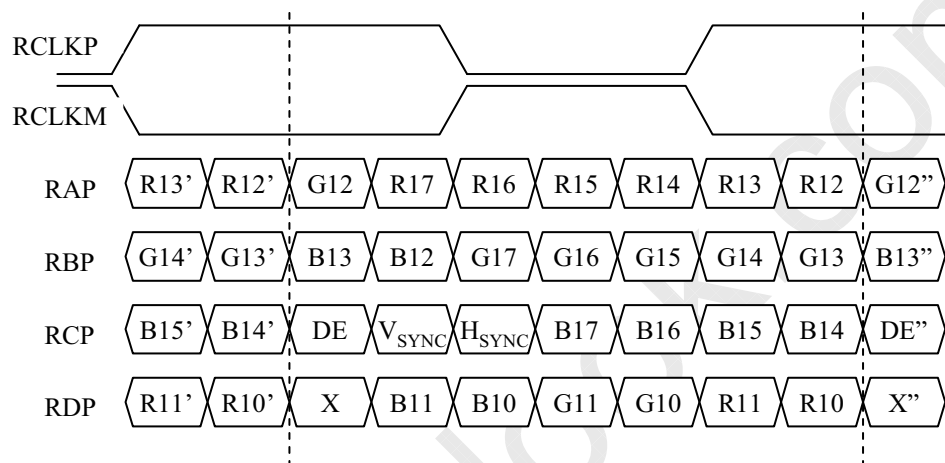 RCLKP
RCLKM
RAP R13’ R12’ G12 R17 R16 R15 R14 R13 R12 G12”
RBP G14’ G13’ B13 B12 G17 G16 G15 G14 G13 B13”
RCP B15’ B14’ DE VSYNC HSYNC B17 B16 B15 B14 DE”
RDP R11’ R10’ X B11 B10 G11 G10 R11 R10 X”